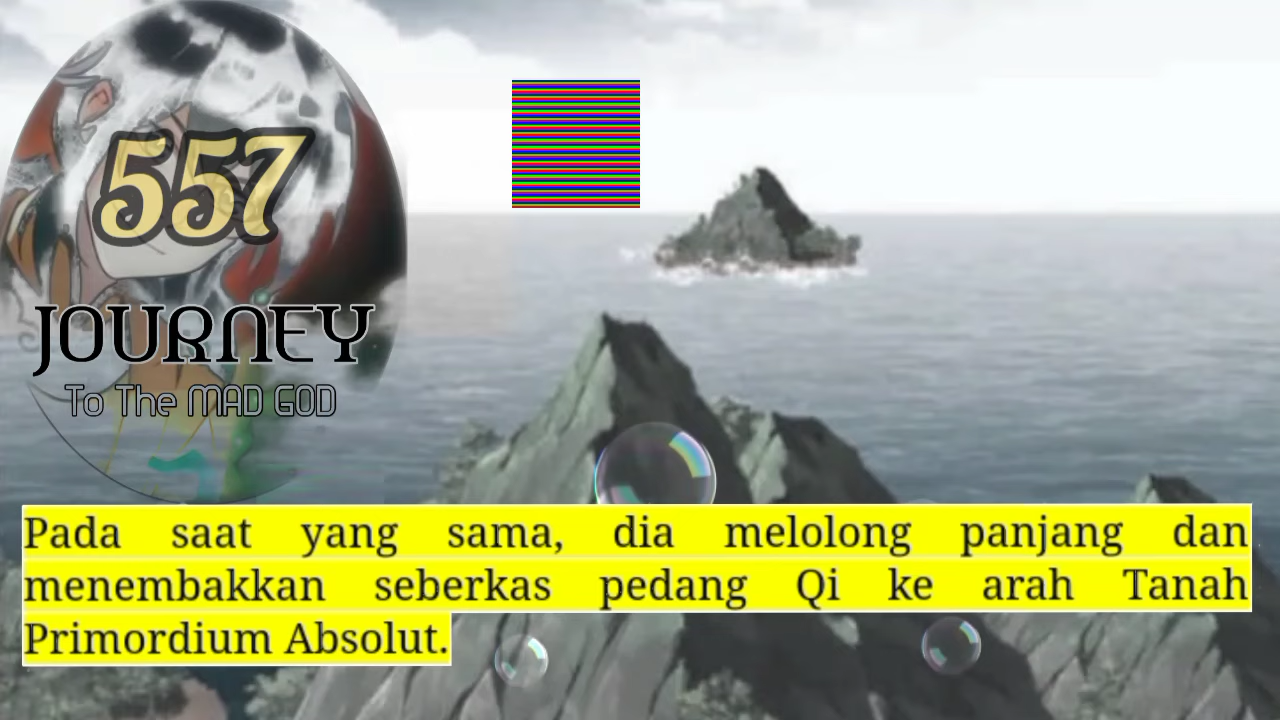 557
JOURNEY
To The MAD GOD
Pada saat yang sama, dia melolong panjang dan
menembakkan seberkas pedang Qi ke arah Tanah
Primordium Absolut.